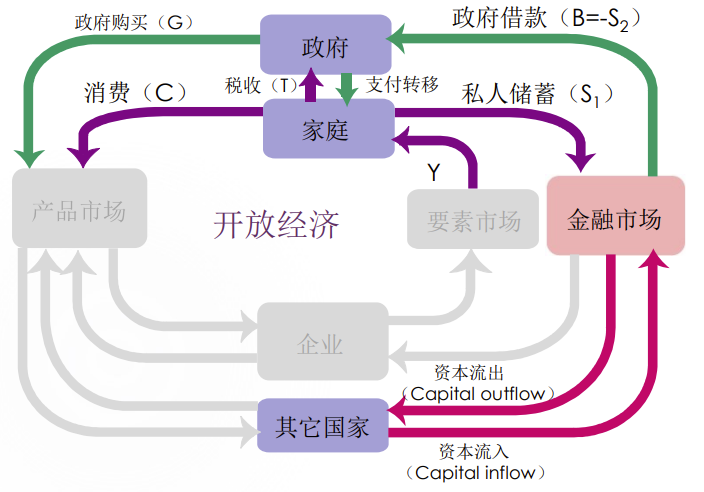 政府购买（G）
政府
政府借款（B=-S2）
消费（C）
税收（T）
支付转移
私人储蓄（S1）
家庭
Y
产品市场
开放经济
要素市场
金融市场
企业
资本流出
（Capital outflow）
其它国家
资本流入
（Capital inflow）